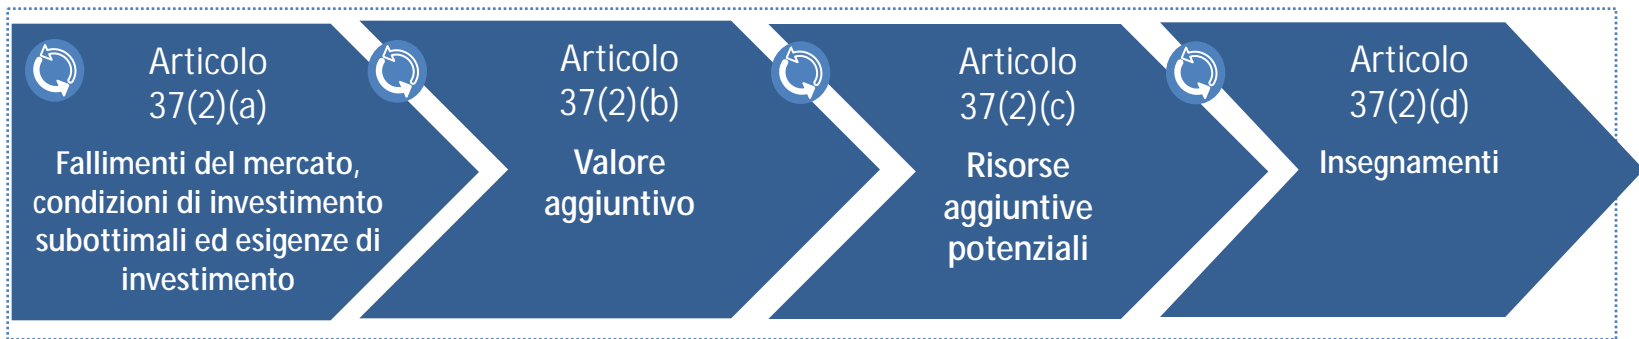 Articolo
37(2)(a)
Fallimenti del mercato,
condizioni di investimento
subottimali ed esigenze di
investimento
Articolo
37(2)(b)
Valore
aggiuntivo
Articolo
37(2)(c)
Risorse
aggiuntive
potenziali
Articolo
37(2)(d)
Insegnamenti